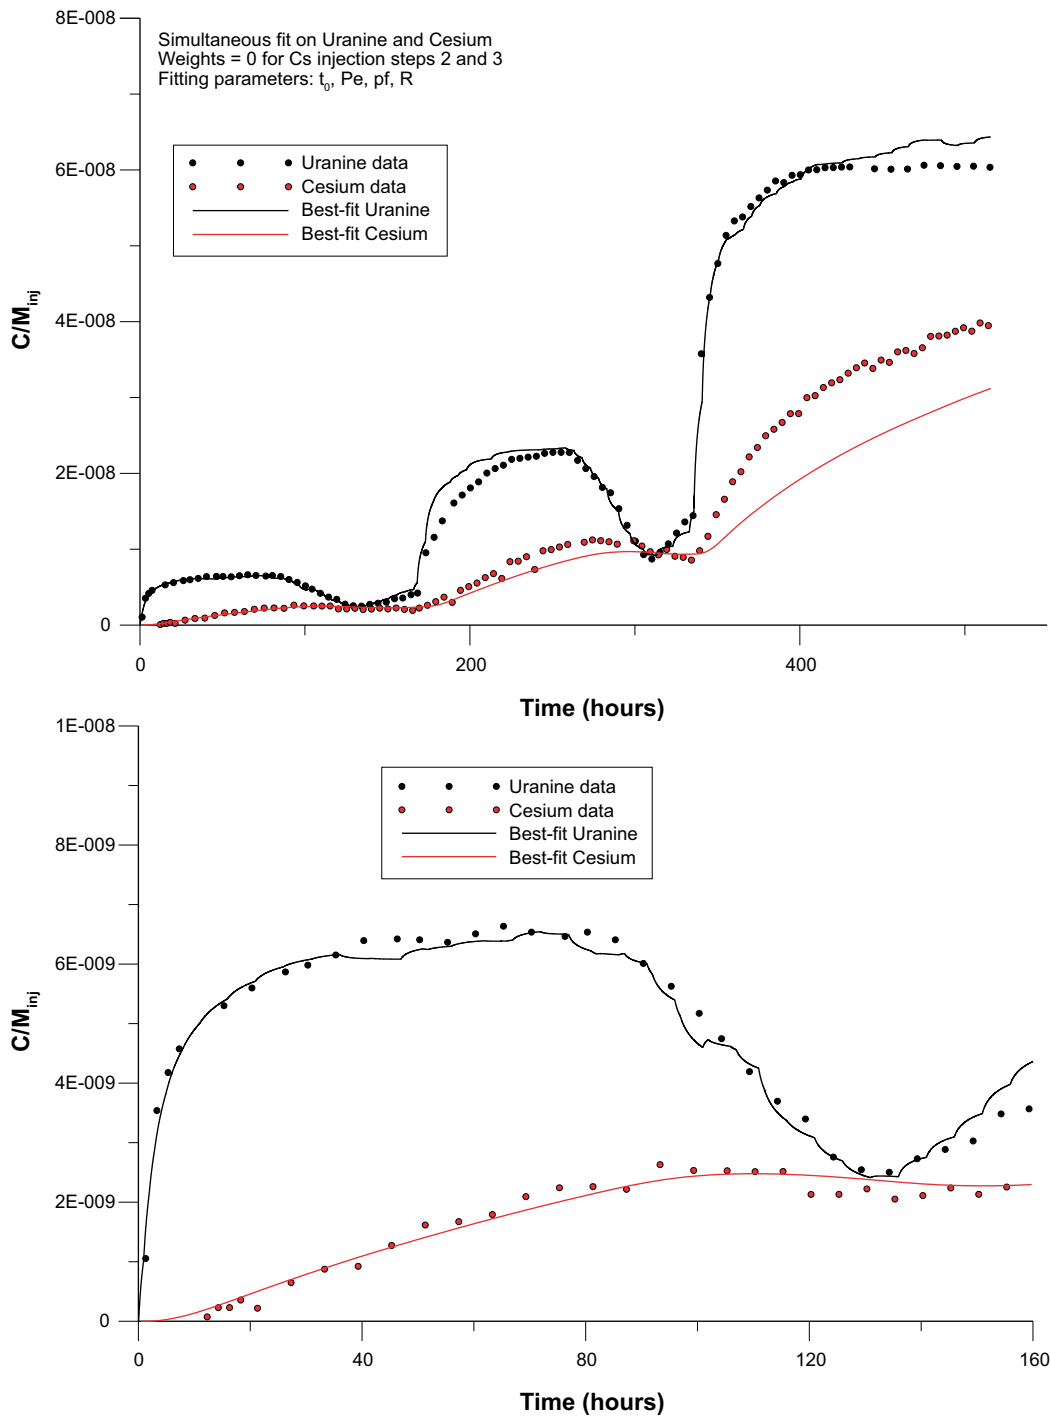 8E-008
Simultaneous fit on Uranine and Cesium
Weights = 0 for Cs injection steps 2 and 3
Fitting parameters: t0, Pe, pf, R
Uranine data
Cesium data
Best-fit Uranine
Best-fit Cesium
6E-008
4E-008
2E-008
0
C/Minj
0 200 400
Time (hours)
1E-008
Uranine data
Cesium data
Best-fit Uranine
Best-fit Cesium
8E-009
6E-009
4E-009
2E-009
0
C/Minj
0 40 80 120 160
Time (hours)